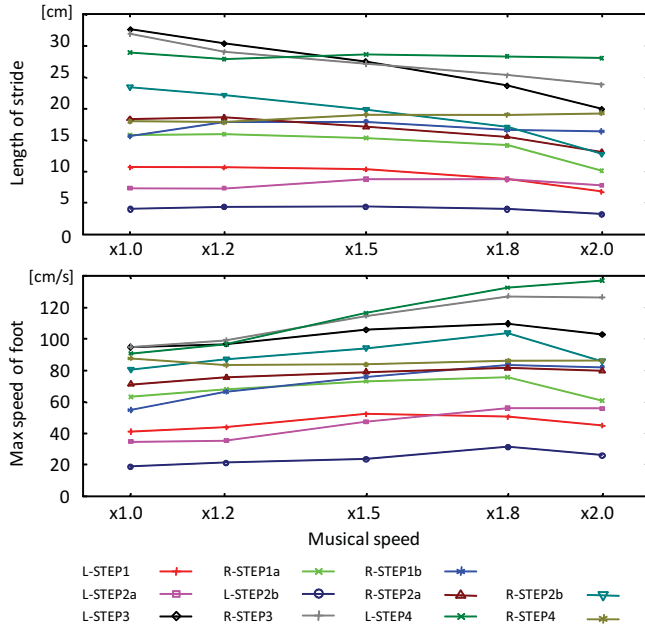 [cm]
30
25
20
15
10
5
0
Length of stride
x1.0 x1.2 x1.5 x1.8 x2.0
[cm/s]
120
100
80
60
40
20
0
Max speed of foot
x1.0 x1.2 x1.5 x1.8 x2.0
Musical speed
L-STEP1 R-STEP1a R-STEP1b
L-STEP2a L-STEP2b R-STEP2a R-STEP2b
L-STEP3 R-STEP3 L-STEP4 R-STEP4